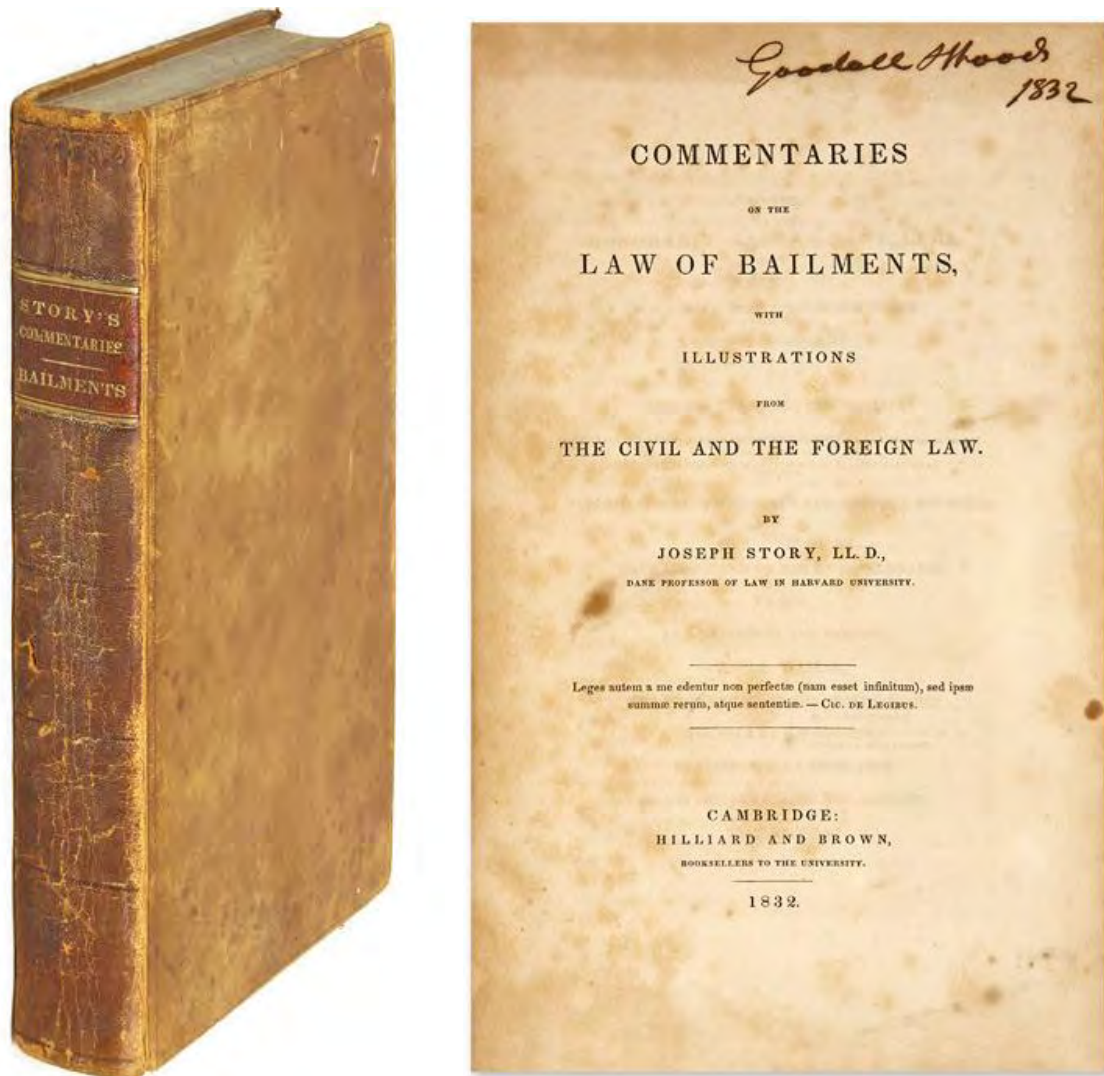 STORY'S
COMMENTARIES
BAILMENTS
Goodall
1832
COMMENTARIES
ON THE
LAW OF BAILMENTS,
WITH
ILLUSTRATIONS
FROM
THE CIVIL AND THE FOREIGN LAW.
BY
JOSEPH STORY, LL. D.,
DANE PROFESSOR OF LAW IN HARVARD UNIVERSITY.
Leges autem a me edentur non perfectæ (nam esset infinitum), sed ipsæ
summæ rerum, atque sententiæ. — CIC. DE LEGIBUS.
CAMBRIDGE:
HILLIARD AND BROWN,
BOOKSELLERS TO THE UNIVERSITY.
1832.